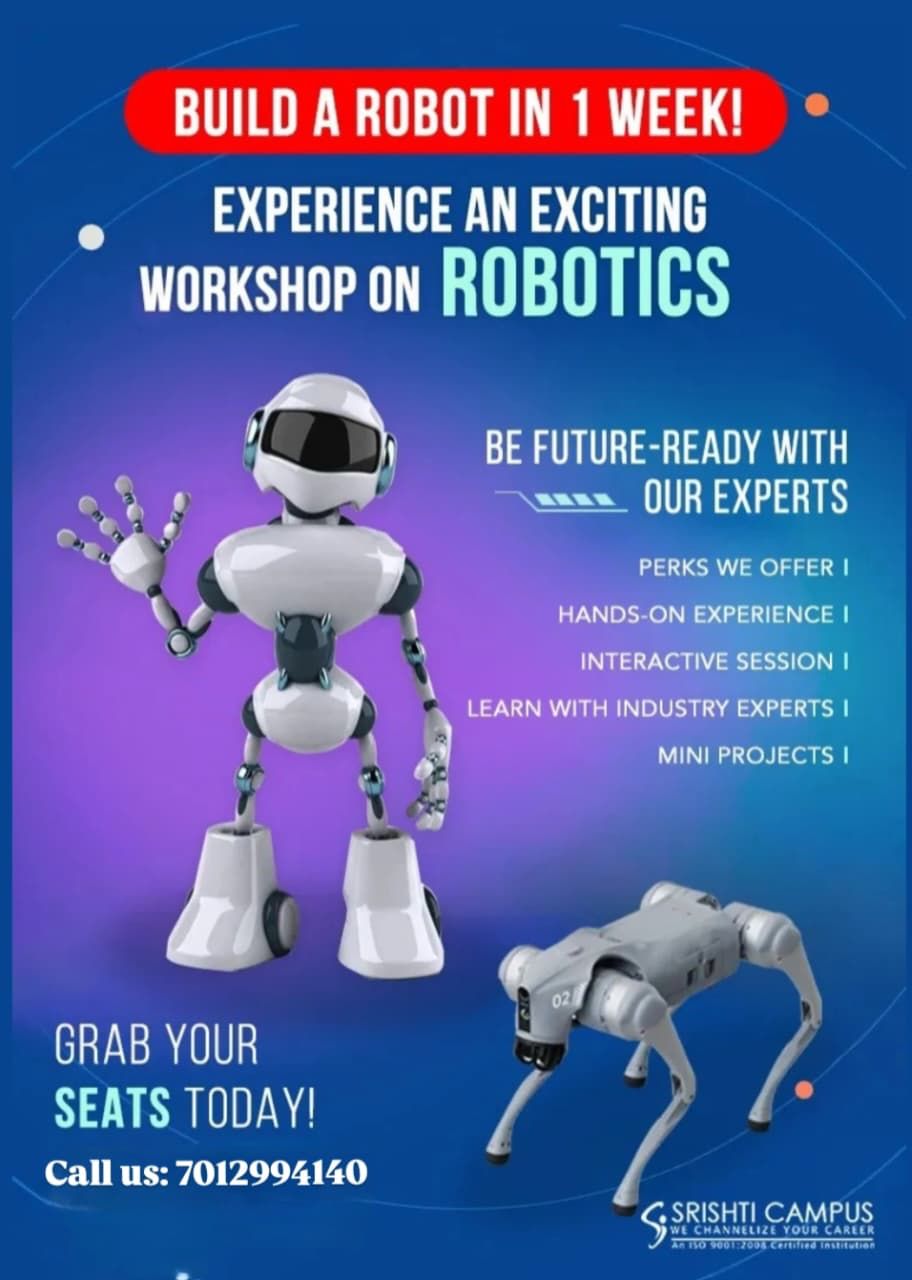 BUILD A ROBOT IN 1 WEEK!
EXPERIENCE AN EXCITING
WORKSHOP ON ROBOTICS
BE FUTURE-READY WITH
OUR EXPERTS
PERKS WE OFFER I
HANDS-ON EXPERIENCE I
INTERACTIVE SESSION I
LEARN WITH INDUSTRY EXPERTS I
MINI PROJECTS I
02
GRAB YOUR
SEATS TODAY!
Call us: 7012994140
SRISHTI CAMPUS
WE CHANNELIZE YOUR CAREER
An ISO 9001:2008 Certified Institution